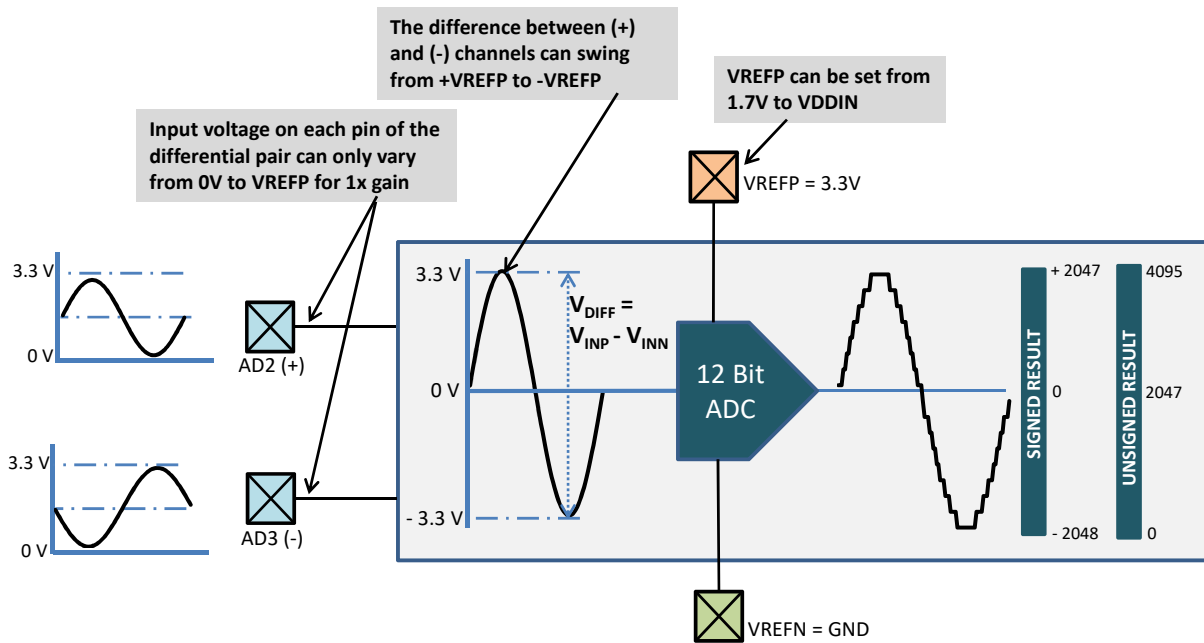 The difference between (+)
and (-) channels can swing
from +VREFP to -VREFP
VREFP can be set from
1.7V to VDDIN
Input voltage on each pin of the
differential pair can only vary
from 0V to VREFP for 1x gain
VREFP = 3.3V
3.3 V
0 V
AD2 (+)
3.3 V
0 V
AD3 (-)
3.3 V
0 V
- 3.3 V
VDIFF =
VINP - VINN
12 Bit
ADC
+ 2047
0
- 2048
SIGNED RESULT
4095
2047
0
UNSIGNED RESULT
VREFN = GND